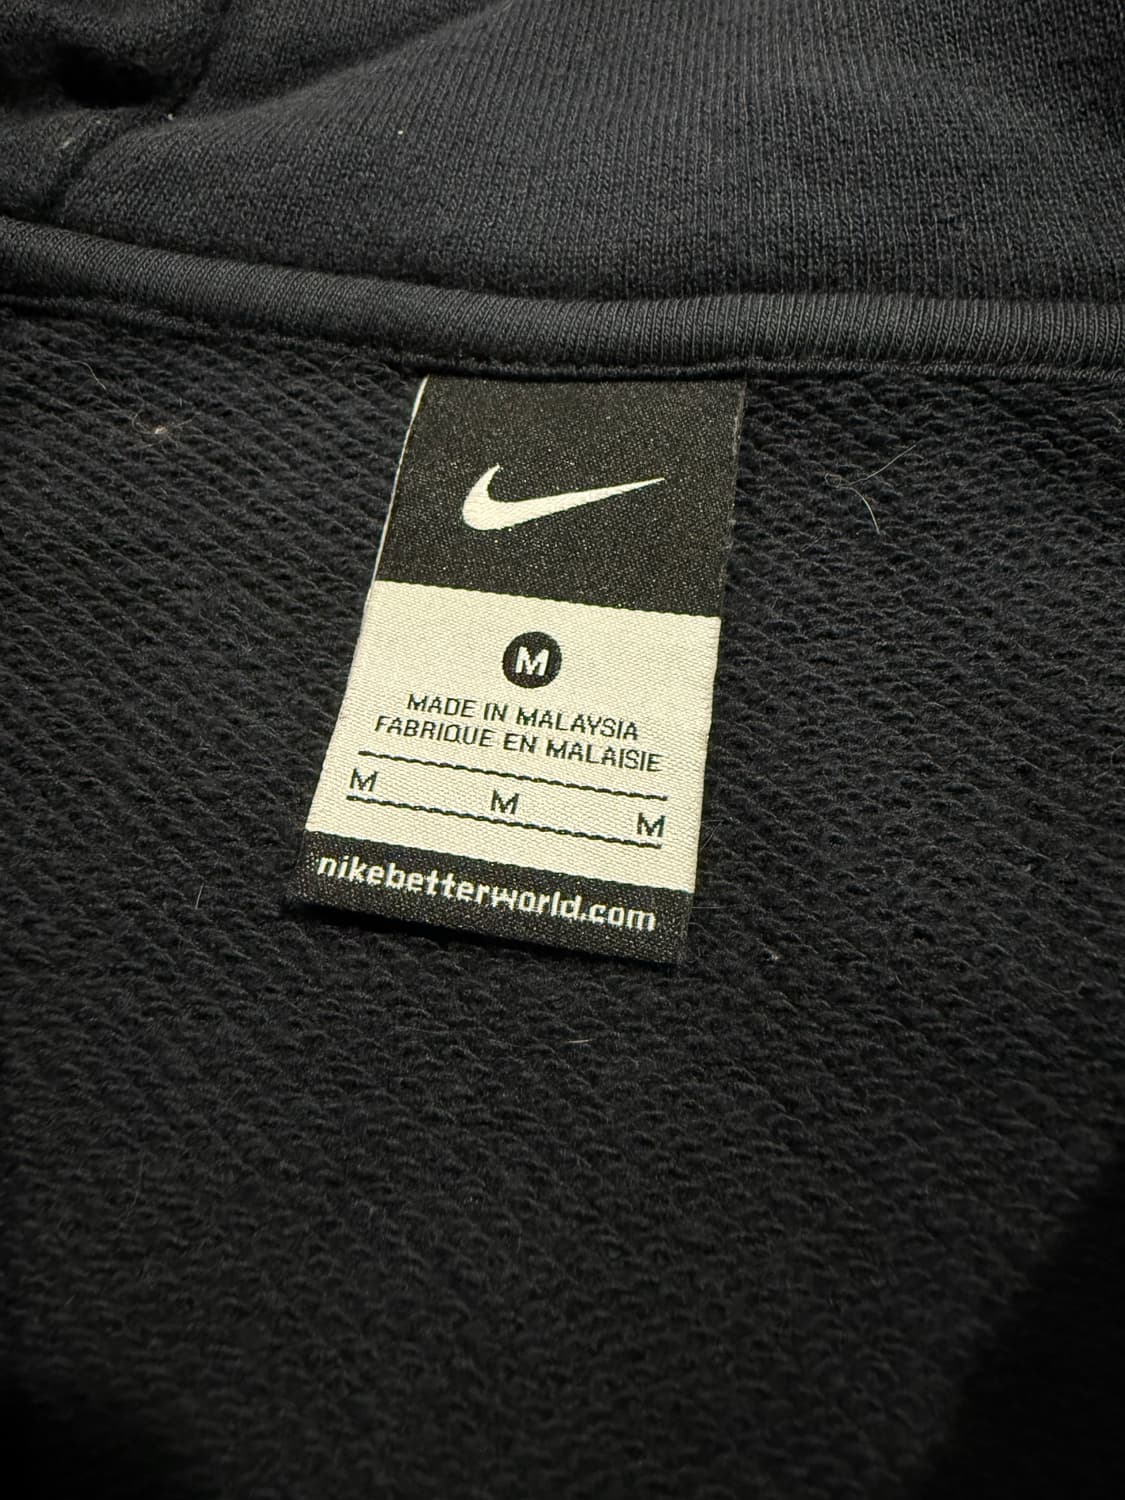 M
MADE IN MALAYSIA
FABRIQUE EN MALAISIE
M M M
nikebetterworld.com